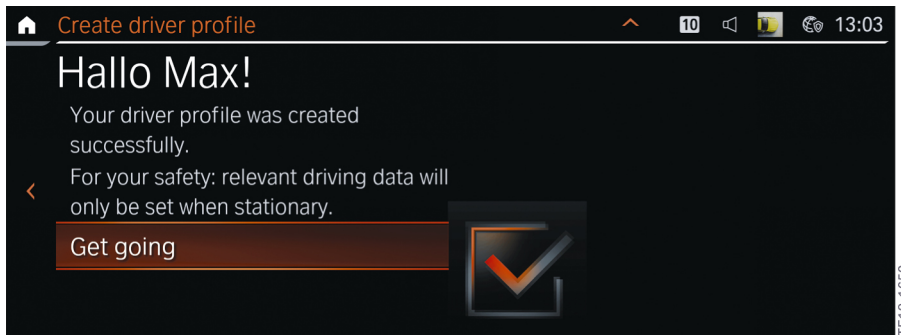 Create driver profile
10
13:03
Hallo Max!
Your driver profile was created
successfully.
For your safety: relevant driving data will
only be set when stationary.
Get going